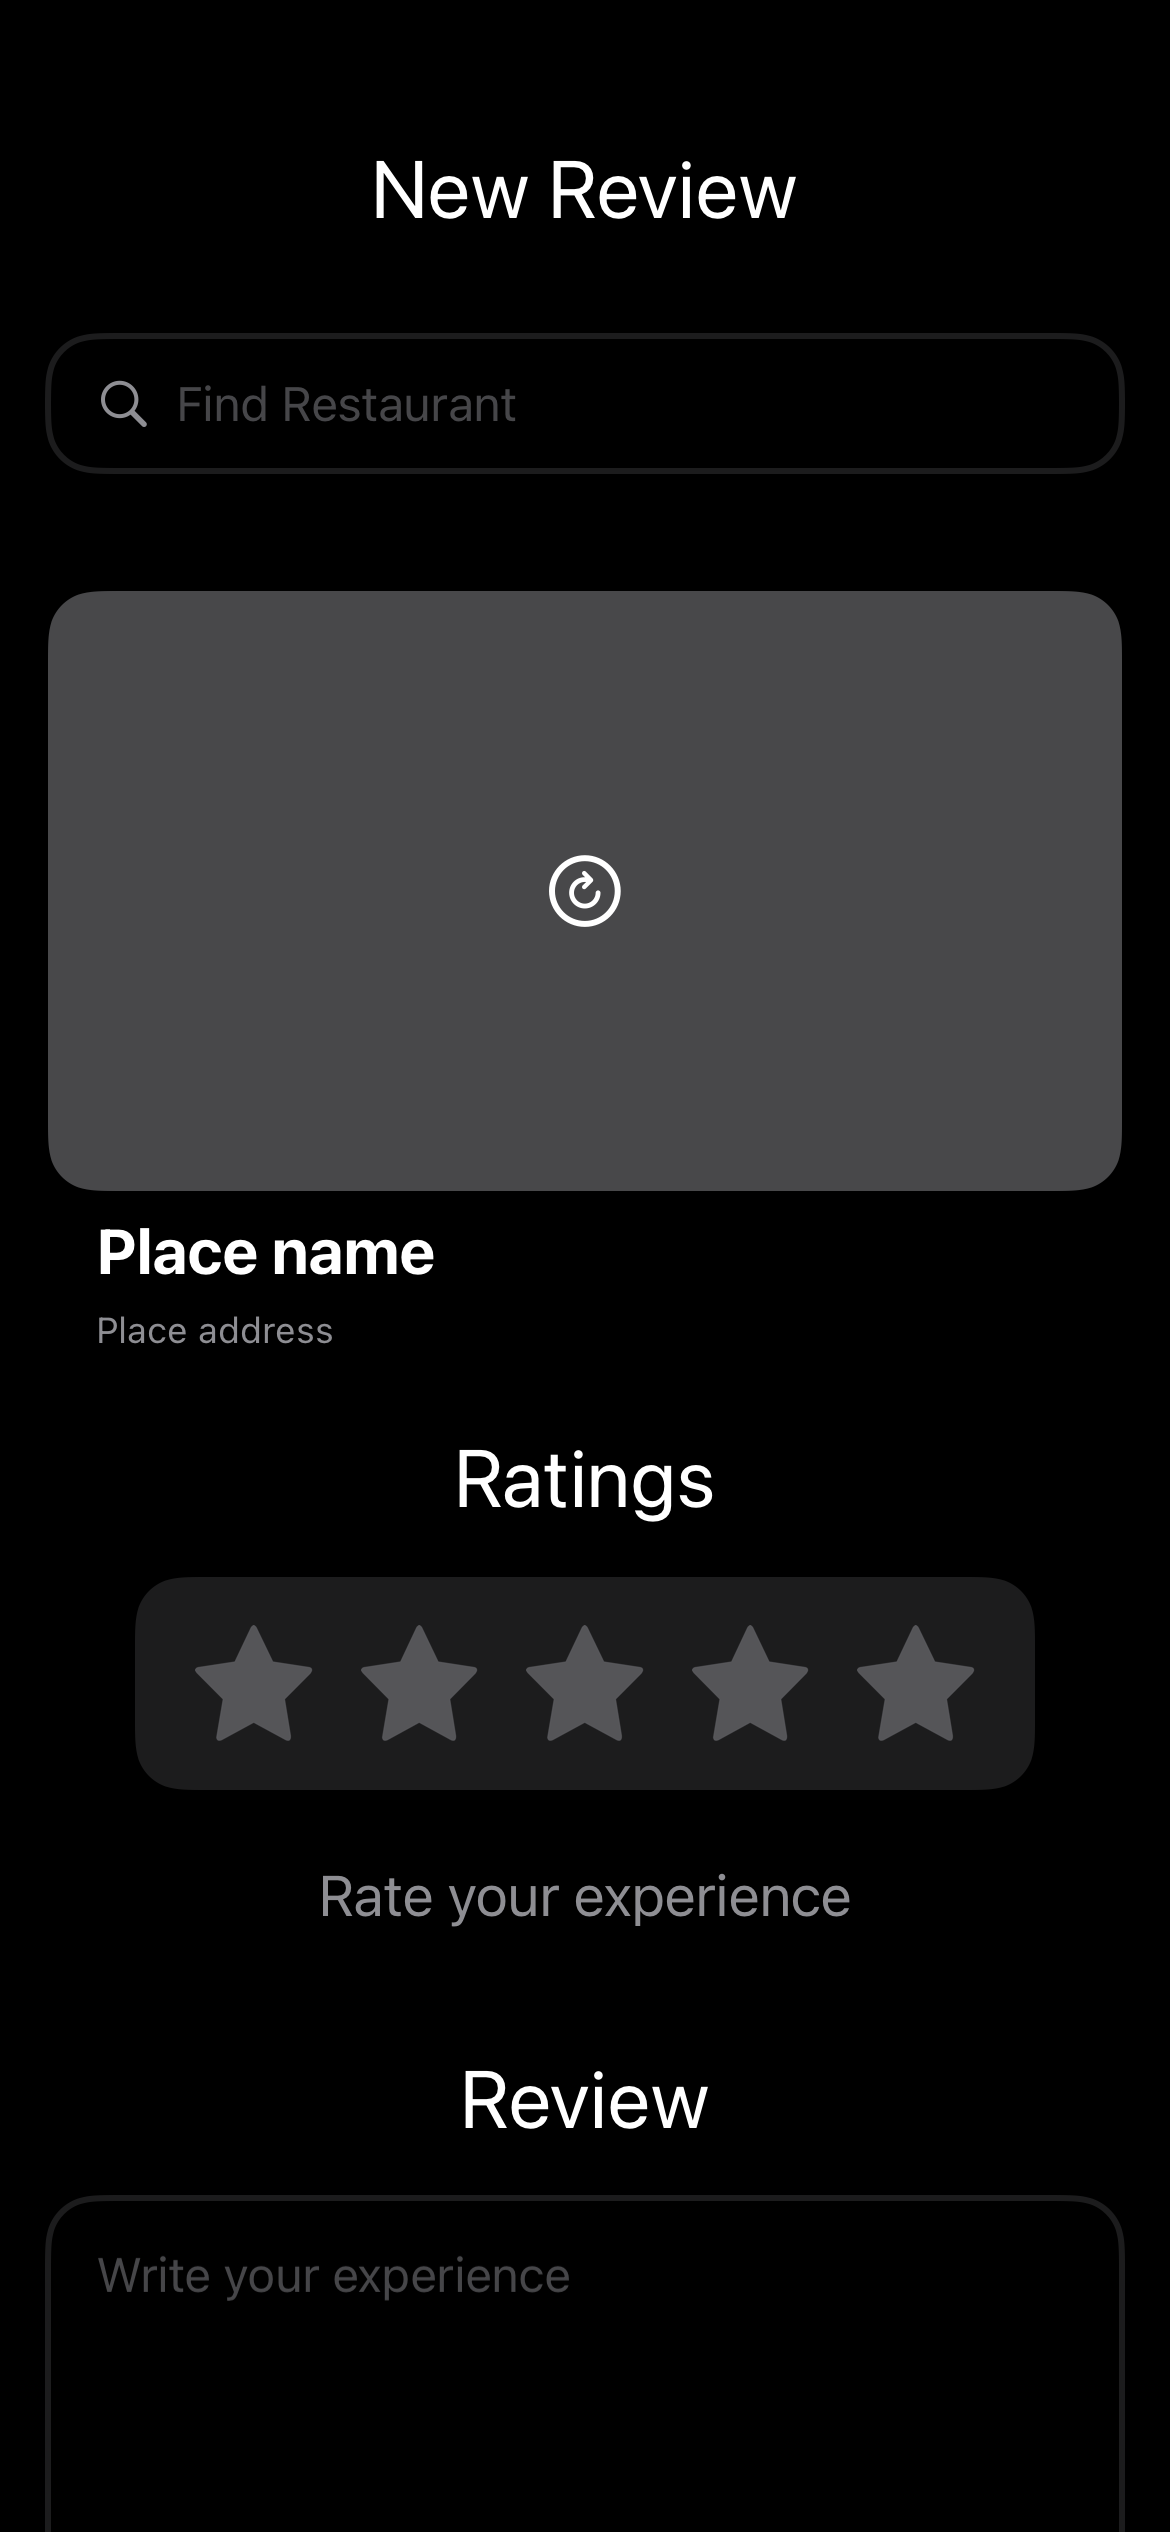 New Review
Find Restaurant
Place name
Place address
Ratings
Rate your experience
Review
Write your experience